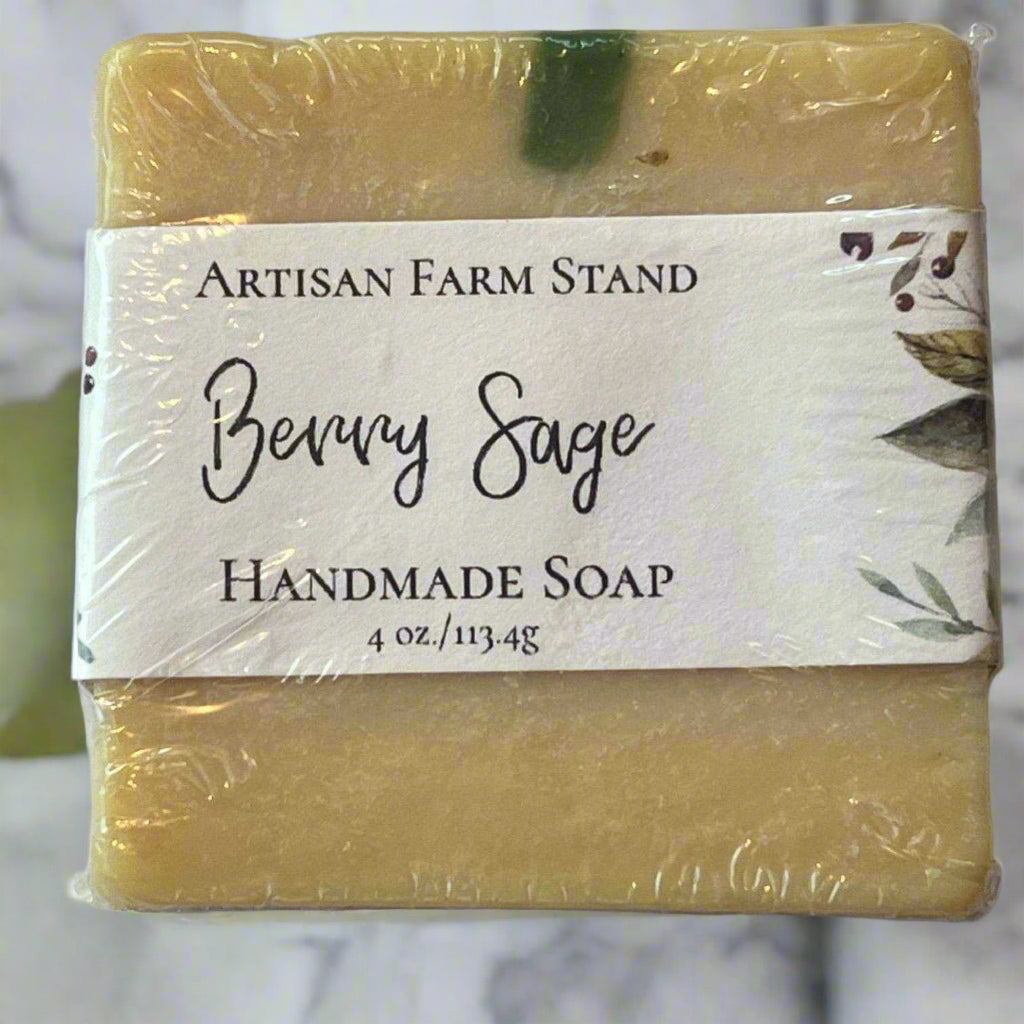 Artisan Farm Stand
Berry Sage
Handmade Soap
4 oz./113.4g